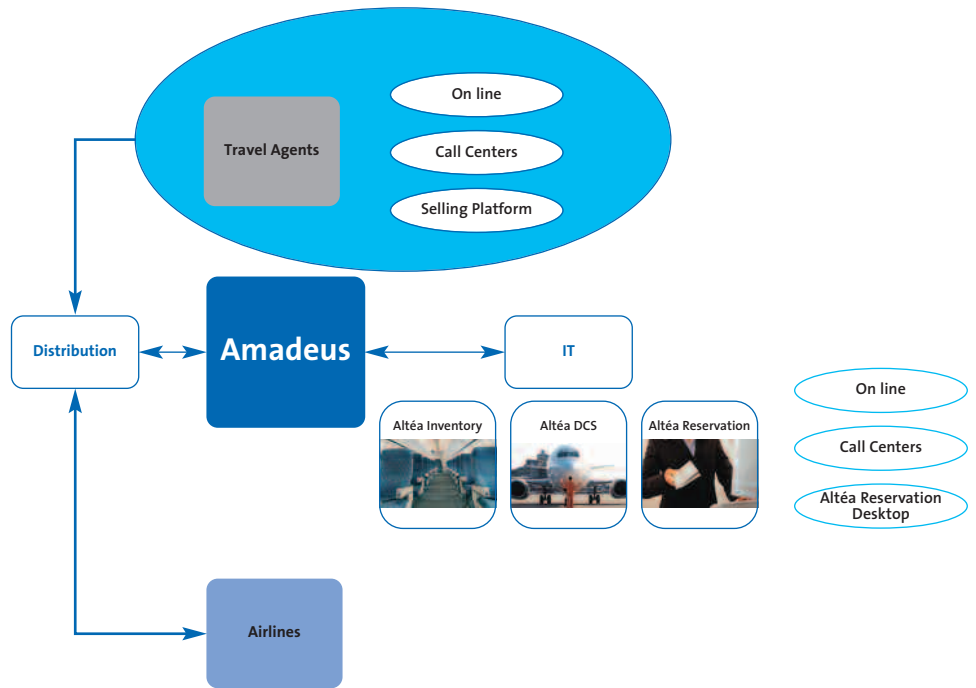 On line
Travel Agents
Call Centers
Selling Platform
Distribution
Amadeus
IT
Altéa Inventory
Altéa DCS
Altéa Reservation
On line
Call Centers
Altéa Reservation
Desktop
Airlines